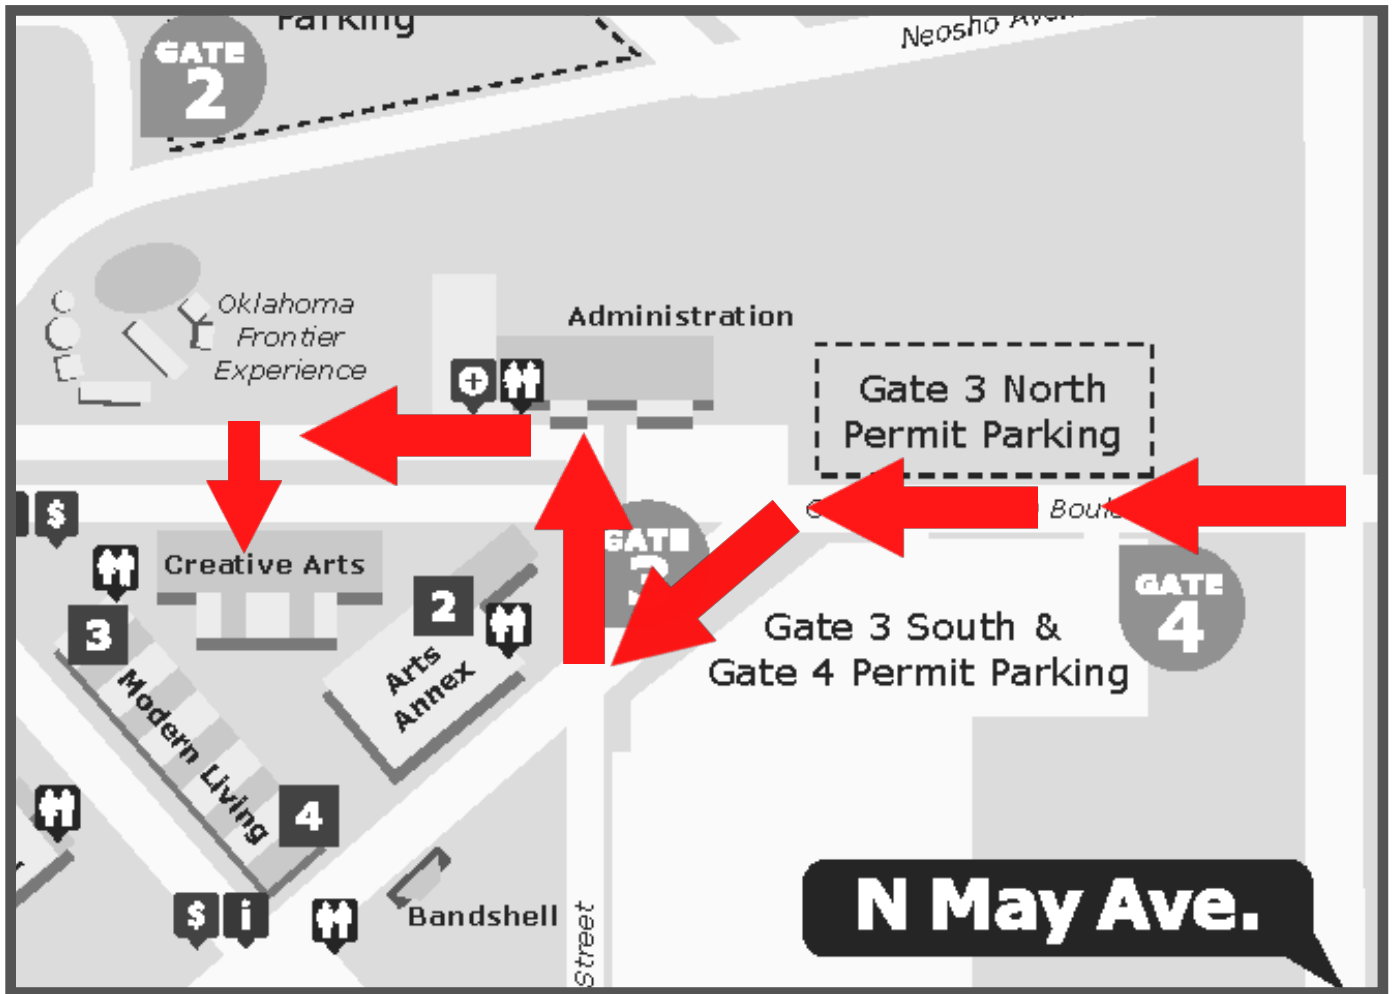 Parking
GATE
2
Neosho
Oklahoma
Frontier
Experience
Administration
Gate 3 North
Permit Parking
$
GATE
3
Creative Arts
2
3
GATE
4
Gate 3 South &
Gate 4 Permit Parking
Arts
Annex
Modern Living
4
$
i
Bandshell
Street
N May Ave.